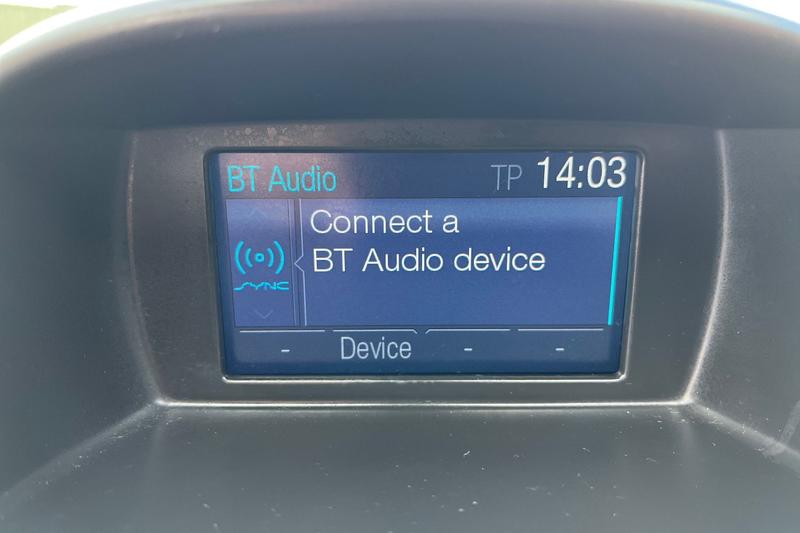 BT Audio TP 14:03
Connect a
BT Audio device
SYNC
- Device - -